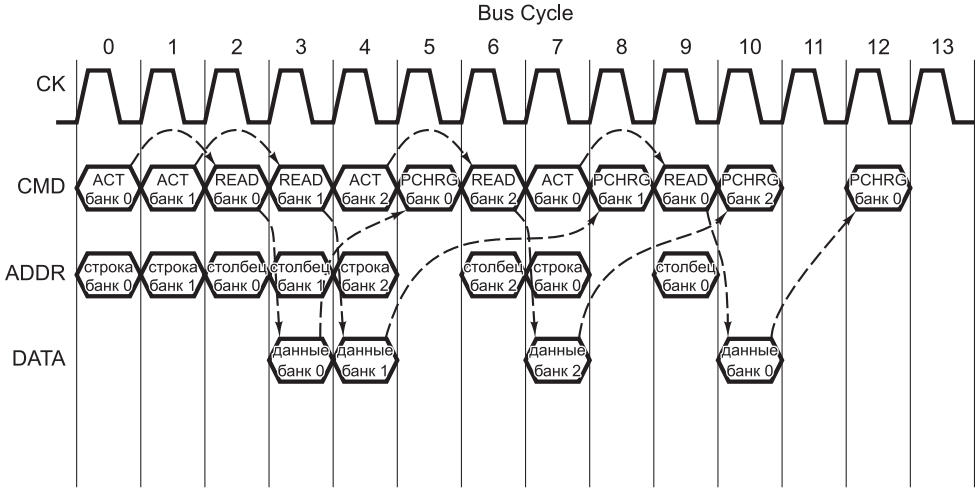 Bus Cycle
0 1 2 3 4 5 6 7 8 9 10 11 12 13
CK
CMD
ACT ACT READ READ ACT PCHRG READ ACT PCHRG READ PCHRG PCHRG
банк 0 банк 1 банк 0 банк 1 банк 2 банк 0 банк 2 банк 0 банк 1 банк 0 банк 2 банк 0
ADDR
строка строка столбец столбец строка столбец строка столбец
банк 0 банк 1 банк 0 банк 1 банк 2 банк 2 банк 0 банк 0
DATA
данные данные данные данные
банк 0 банк 1 банк 2 банк 0